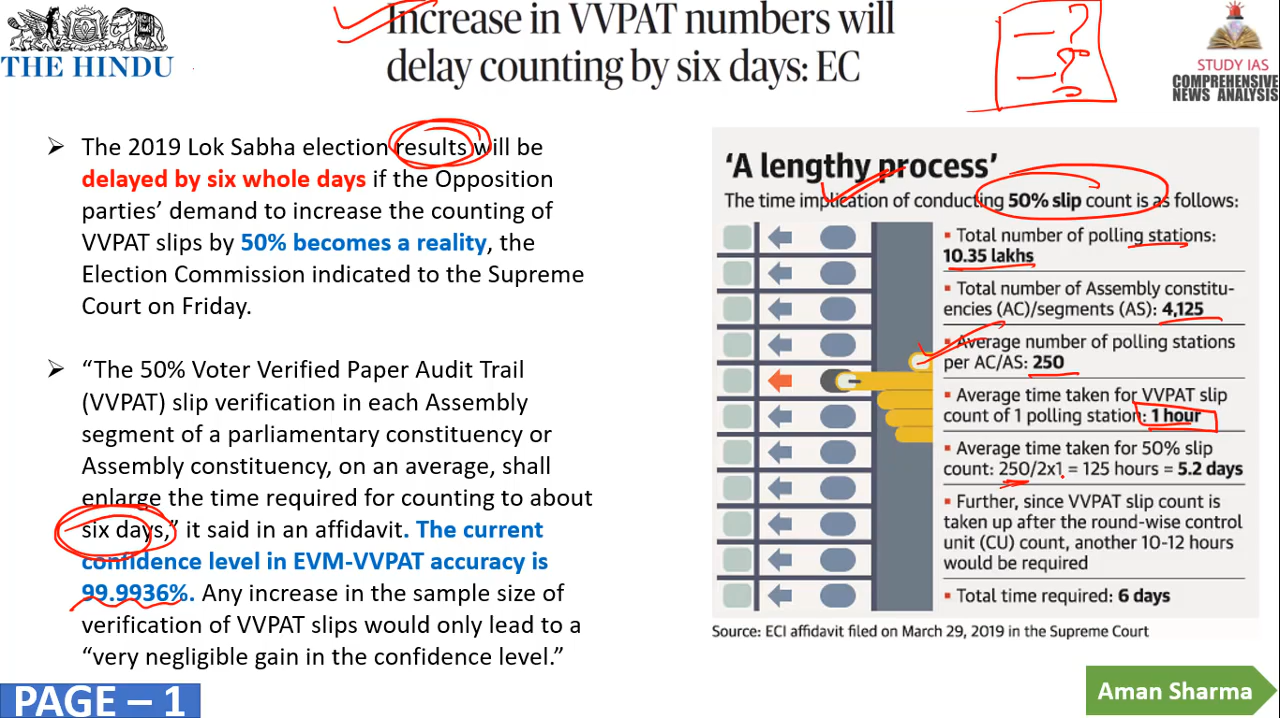 THE HINDU
Increase in VVPAT numbers will
delay counting by six days: EC
STUDY IAS
COMPREHENSIVE
NEWS ANALYSIS
➢ The 2019 Lok Sabha election results will be
delayed by six whole days if the Opposition
parties’ demand to increase the counting of
VVPAT slips by 50% becomes a reality, the
Election Commission indicated to the Supreme
Court on Friday.
➢ “The 50% Voter Verified Paper Audit Trail
(VVPAT) slip verification in each Assembly
segment of a parliamentary constituency or
Assembly constituency, on an average, shall
enlarge the time required for counting to about
six days,” it said in an affidavit. The current
confidence level in EVM-VVPAT accuracy is
99.9936%. Any increase in the sample size of
verification of VVPAT slips would only lead to a
“very negligible gain in the confidence level.”
‘A lengthy process’
The time implication of conducting 50% slip count is as follows:
▪ Total number of polling stations:
10.35 lakhs
▪ Total number of Assembly constitu-
encies (AC)/segments (AS): 4,125
▪ Average number of polling stations
per AC/AS: 250
▪ Average time taken for VVPAT slip
count of 1 polling station: 1 hour
▪ Average time taken for 50% slip
count: 250/2x1 = 125 hours = 5.2 days
▪ Further, since VVPAT slip count is
taken up after the round-wise control
unit (CU) count, another 10-12 hours
would be required
▪ Total time required: 6 days
Source: ECI affidavit filed on March 29, 2019 in the Supreme Court
PAGE – 1
Aman Sharma